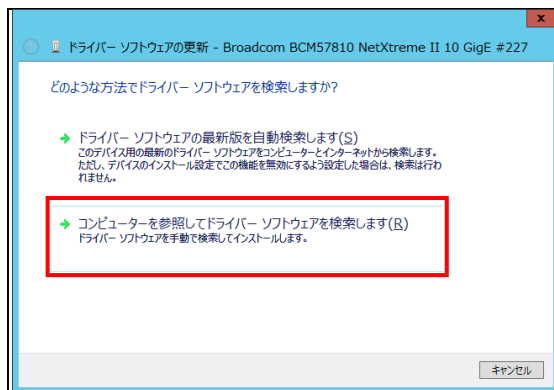 x
ドライバー ソフトウェアの更新 - Broadcom BCM57810 NetXtreme II 10 GigE #227
どのような方法でドライバー ソフトウェアを検索しますか?
ドライバー ソフトウェアの最新版を自動検索します(S)
このデバイス用の最新のドライバー ソフトウェアをコンピューターとインターネットから検索します。
ただし、デバイスのインストール設定でこの機能を無効にするよう設定した場合は、検索は行わ
れません。
コンピューターを参照してドライバー ソフトウェアを検索します(R)
ドライバー ソフトウェアを手動で検索してインストールします。
キャンセル